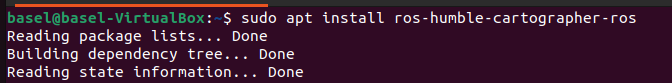 basel@basel-VirtualBox:~$ sudo apt install ros-humble-cartographer-ros
Reading package lists... Done
Building dependency tree... Done
Reading state information... Done